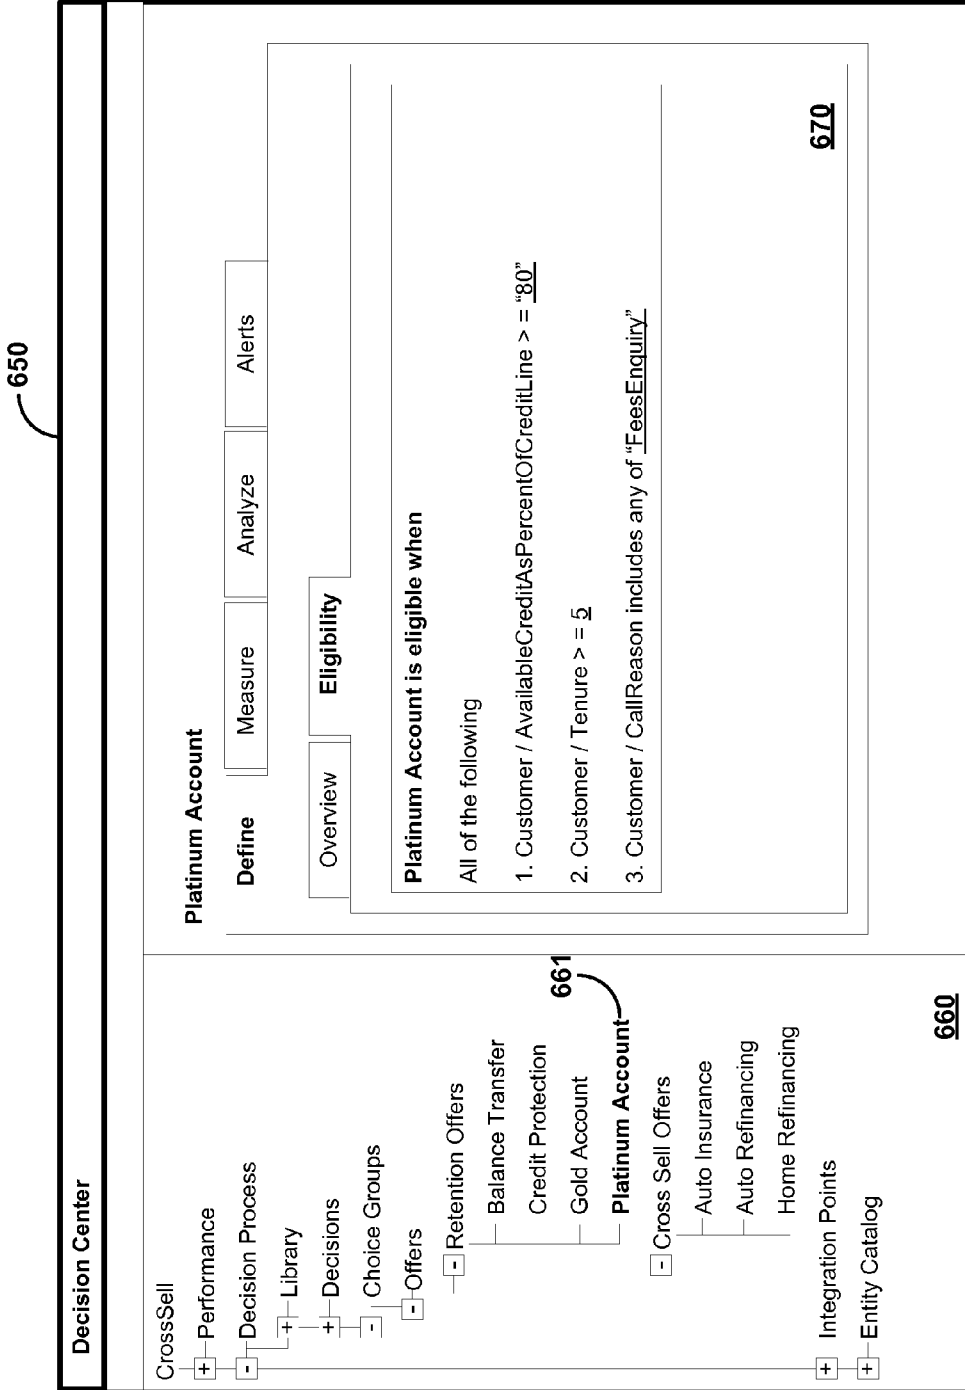 650
Decision Center
CrossSell
+ Performance
- Decision Process
+ Library
+ Decisions
- Choice Groups
- Offers
- Retention Offers
Balance Transfer
Credit Protection
Gold Account
Platinum Account
661
- Cross Sell Offers
Auto Insurance
Auto Refinancing
Home Refinancing
+ Integration Points
+ Entity Catalog
660
Platinum Account
Define Measure Analyze Alerts
Overview Eligibility
Platinum Account is eligible when
All of the following
1. Customer / AvailableCreditAsPercentOfCreditLine > = “80”
2. Customer / Tenure > = 5
3. Customer / CallReason includes any of “FeesEnquiry”
670